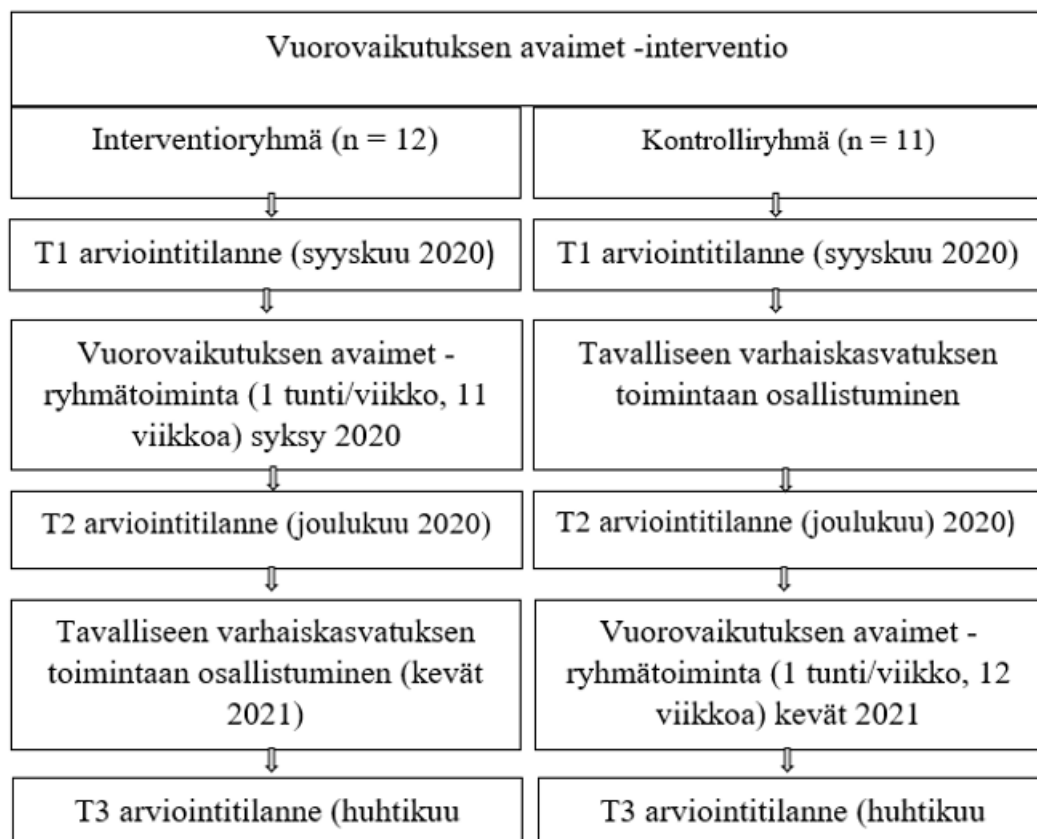 Vuorovaikutuksen avaimet -interventio
Interventioryhmä (n = 12)
Kontrolliryhmä (n = 11)
T1 arviointitilanne (syyskuu 2020)
T1 arviointitilanne (syyskuu 2020)
Vuorovaikutuksen avaimet -
ryhmätoiminta (1 tunti/viikko, 11
viikkoa) syksy 2020
Tavalliseen varhaiskasvatuksen
toimintaan osallistuminen
T2 arviointitilanne (joulukuu 2020)
T2 arviointitilanne (joulukuu) 2020)
Tavalliseen varhaiskasvatuksen
toimintaan osallistuminen (kevät
2021)
Vuorovaikutuksen avaimet -
ryhmätoiminta (1 tunti/viikko, 12
viikkoa) kevät 2021
T3 arviointitilanne (huhtikuu
T3 arviointitilanne (huhtikuu